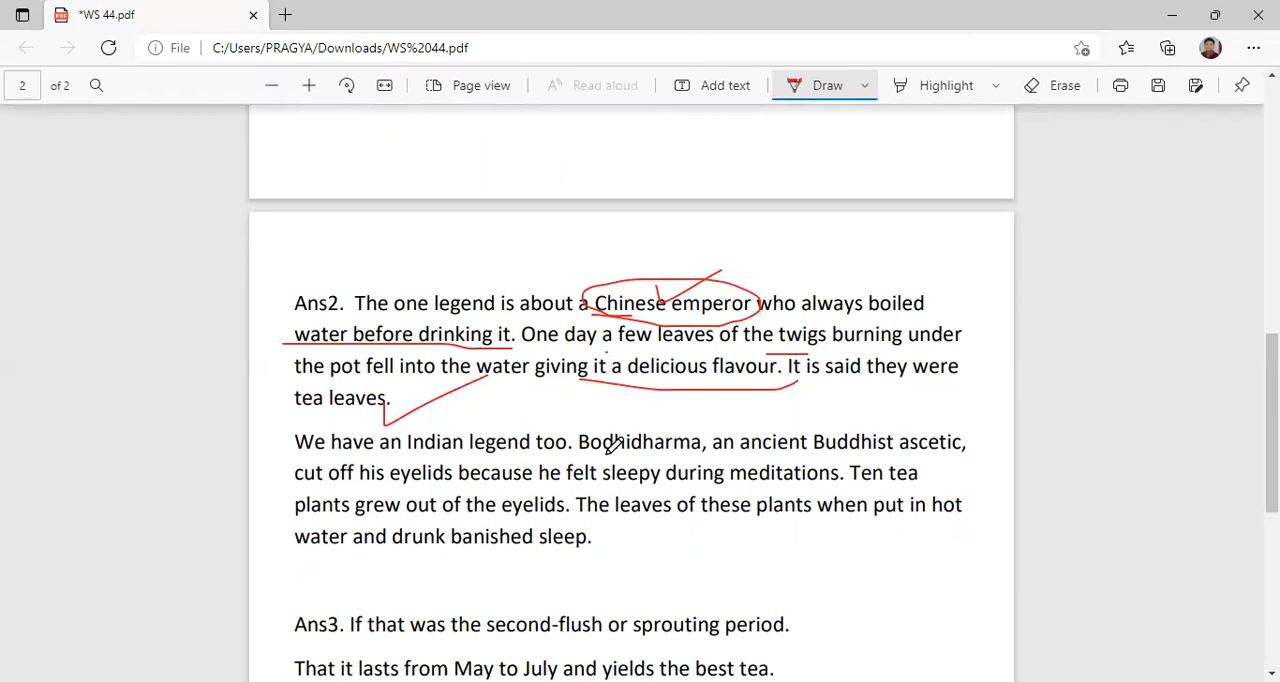 *WS 44.pdf
File C:/Users/PRAGYA/Downloads/WS%2044.pdf
2 of 2 Page view Read aloud Add text Draw Highlight Erase
Ans2. The one legend is about a Chinese emperor who always boiled
water before drinking it. One day a few leaves of the twigs burning under
the pot fell into the water giving it a delicious flavour. It is said they were
tea leaves.
We have an Indian legend too. Bodhidharma, an ancient Buddhist ascetic,
cut off his eyelids because he felt sleepy during meditations. Ten tea
plants grew out of the eyelids. The leaves of these plants when put in hot
water and drunk banished sleep.
Ans3. If that was the second-flush or sprouting period.
That it lasts from May to July and yields the best tea.